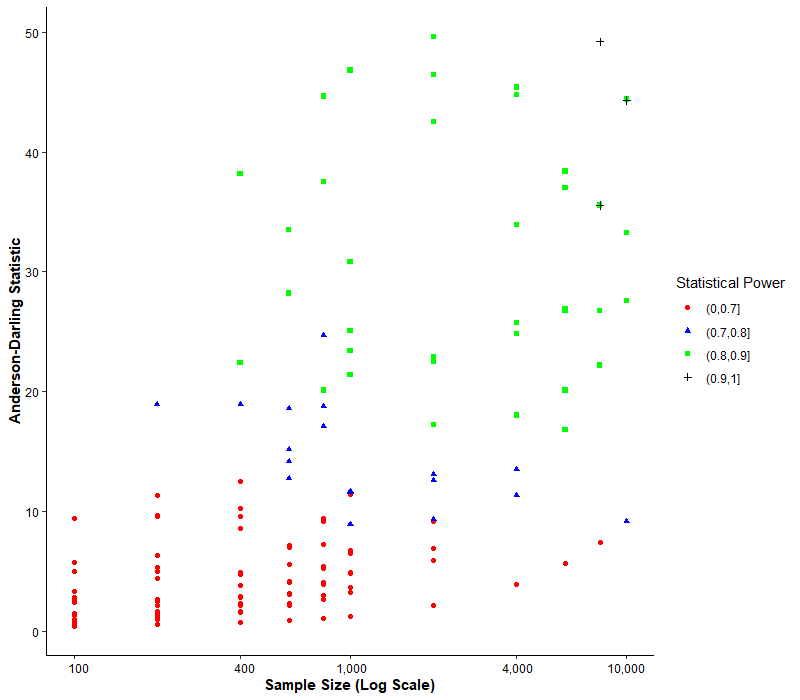 50
40
30
20
10
0
Anderson-Darling Statistic
100 400 1,000 4,000 10,000
Sample Size (Log Scale)
Statistical Power
(0,0.7]
(0.7,0.8]
(0.8,0.9]
(0.9,1]